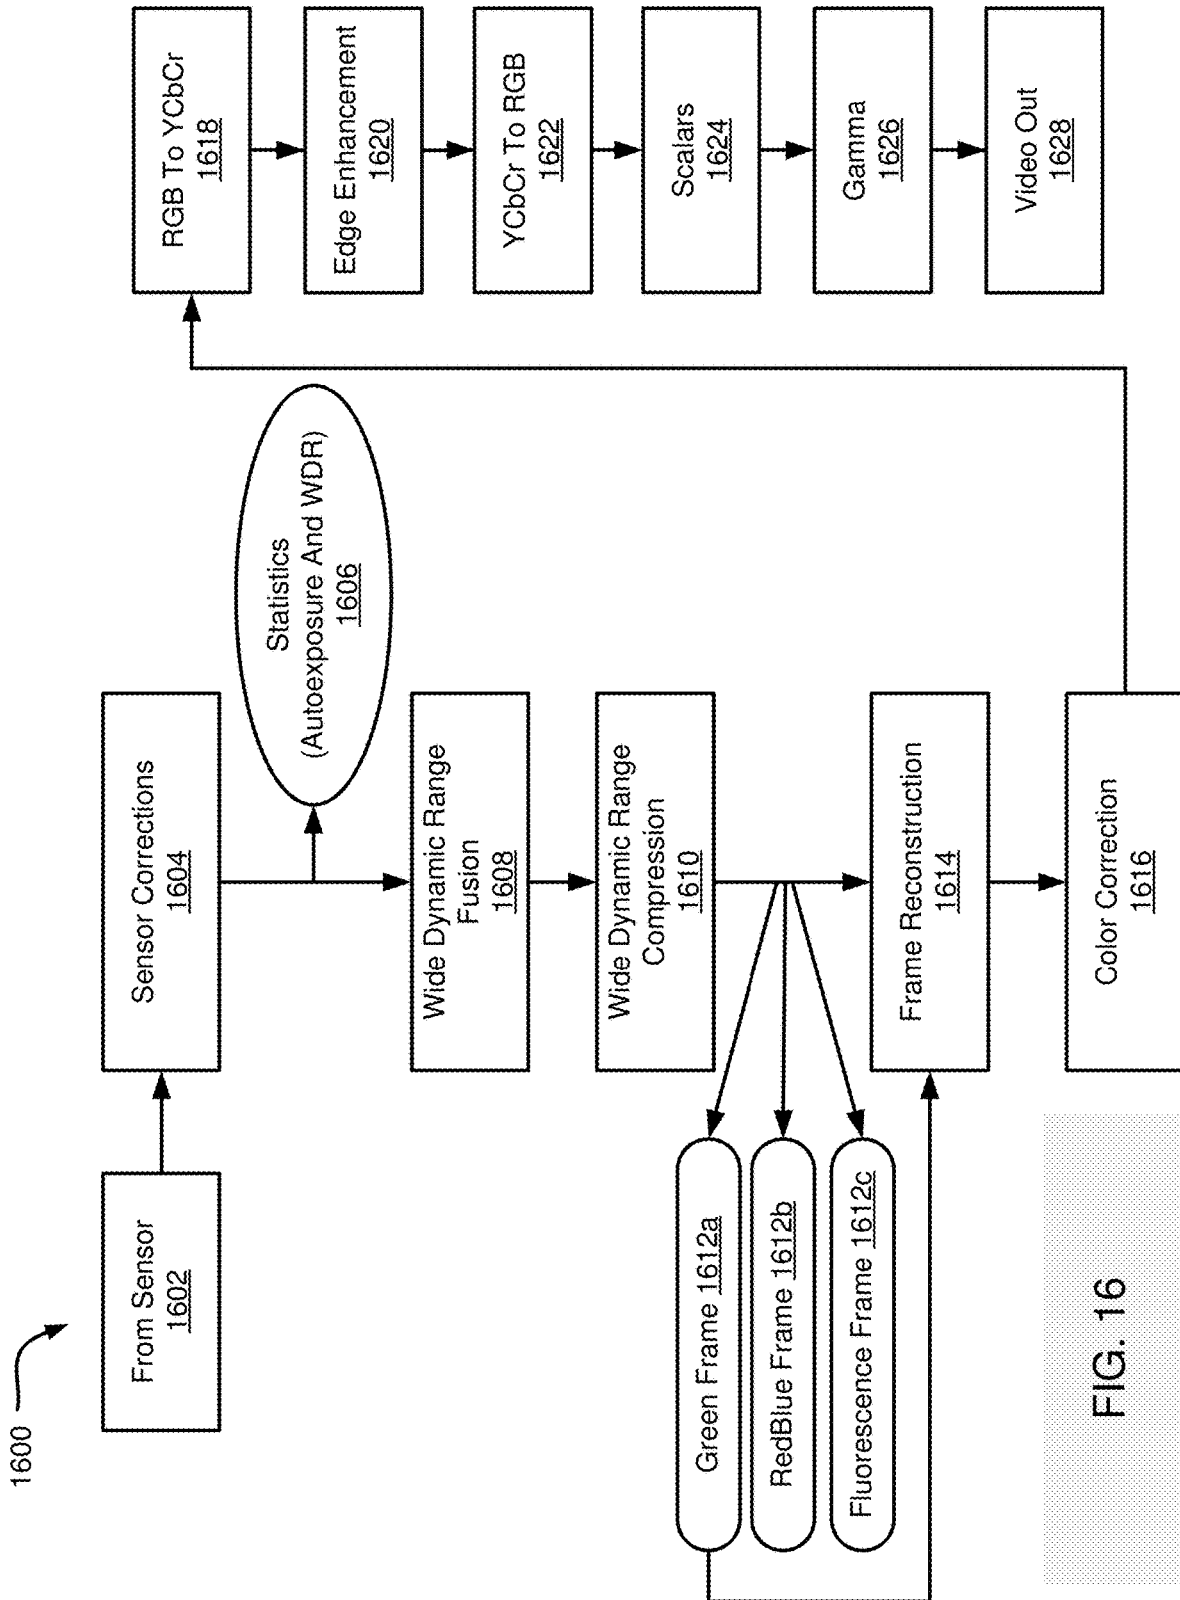 1600
From Sensor
1602
Sensor Corrections
1604
Statistics
(Autoexposure And WDR)
1606
Wide Dynamic Range
Fusion
1608
Wide Dynamic Range
Compression
1610
Green Frame 1612a
RedBlue Frame 1612b
Fluorescence Frame 1612c
Frame Reconstruction
1614
Color Correction
1616
RGB To YCbCr
1618
Edge Enhancement
1620
YCbCr To RGB
1622
Scalars
1624
Gamma
1626
Video Out
1628
FIG. 16